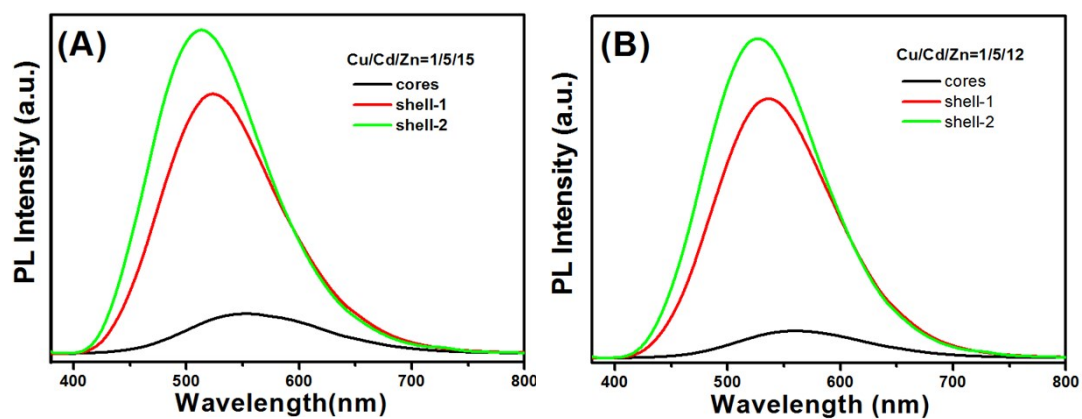 (A)
Cu/Cd/Zn=1/5/15
cores
shell-1
shell-2
PL Intensity (a.u.)
400 500 600 700 800
Wavelength(nm)
(B)
Cu/Cd/Zn=1/5/12
cores
shell-1
shell-2
PL Intensity (a.u.)
400 500 600 700 800
Wavelength (nm)